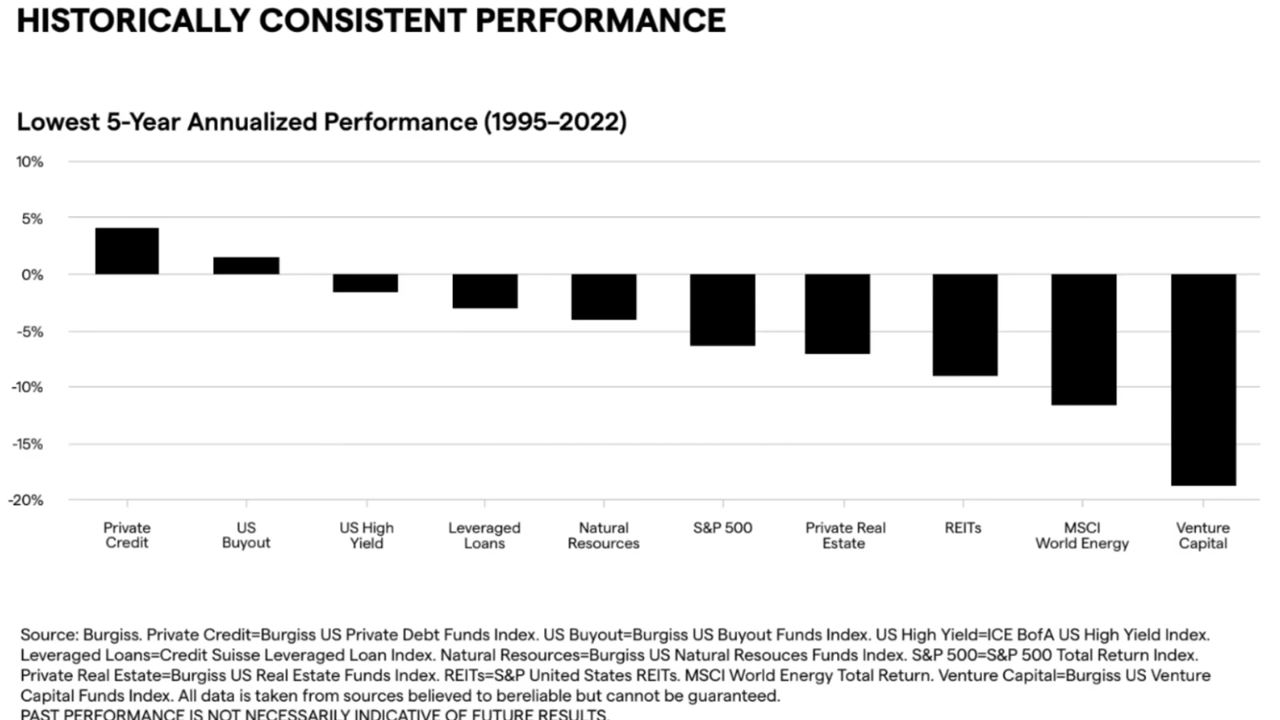 HISTORICALLY CONSISTENT PERFORMANCE
Lowest 5-Year Annualized Performance (1995–2022)
10%
5%
0%
-5%
-10%
-15%
-20%
Private Credit
US Buyout
US High Yield
Leveraged Loans
Natural Resources
S&P 500
Private Real Estate
REITs
MSCI World Energy
Venture Capital
Source: Burgiss. Private Credit=Burgiss US Private Debt Funds Index. US Buyout=Burgiss US Buyout Funds Index. US High Yield=ICE BofA US High Yield Index.
Leveraged Loans=Credit Suisse Leveraged Loan Index. Natural Resources=Burgiss US Natural Resouces Funds Index. S&P 500=S&P 500 Total Return Index.
Private Real Estate=Burgiss US Real Estate Funds Index. REITs=S&P United States REITs. MSCI World Energy Total Return. Venture Capital=Burgiss US Venture
Capital Funds Index. All data is taken from sources believed to bereliable but cannot be guaranteed.
PAST PERFORMANCE IS NOT NECESSARILY INDICATIVE OF FUTURE RESULTS.